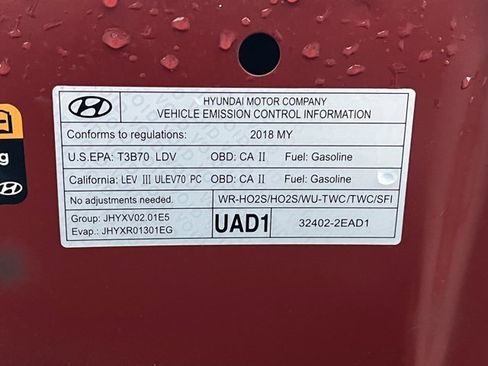 HYUNDAI MOTOR COMPANY
VEHICLE EMISSION CONTROL INFORMATION
Conforms to regulations: 2018 MY
U.S.EPA: T3B70 LDV OBD: CA II Fuel: Gasoline
California: LEV III ULEV70 PC OBD: CA II Fuel: Gasoline
No adjustments needed. WR-HO2S/HO2S/WU-TWC/TWC/SFI
Group: JHYXV02.01E5
Evap.: JHYXR01301EG
UAD1 32402-2EAD1